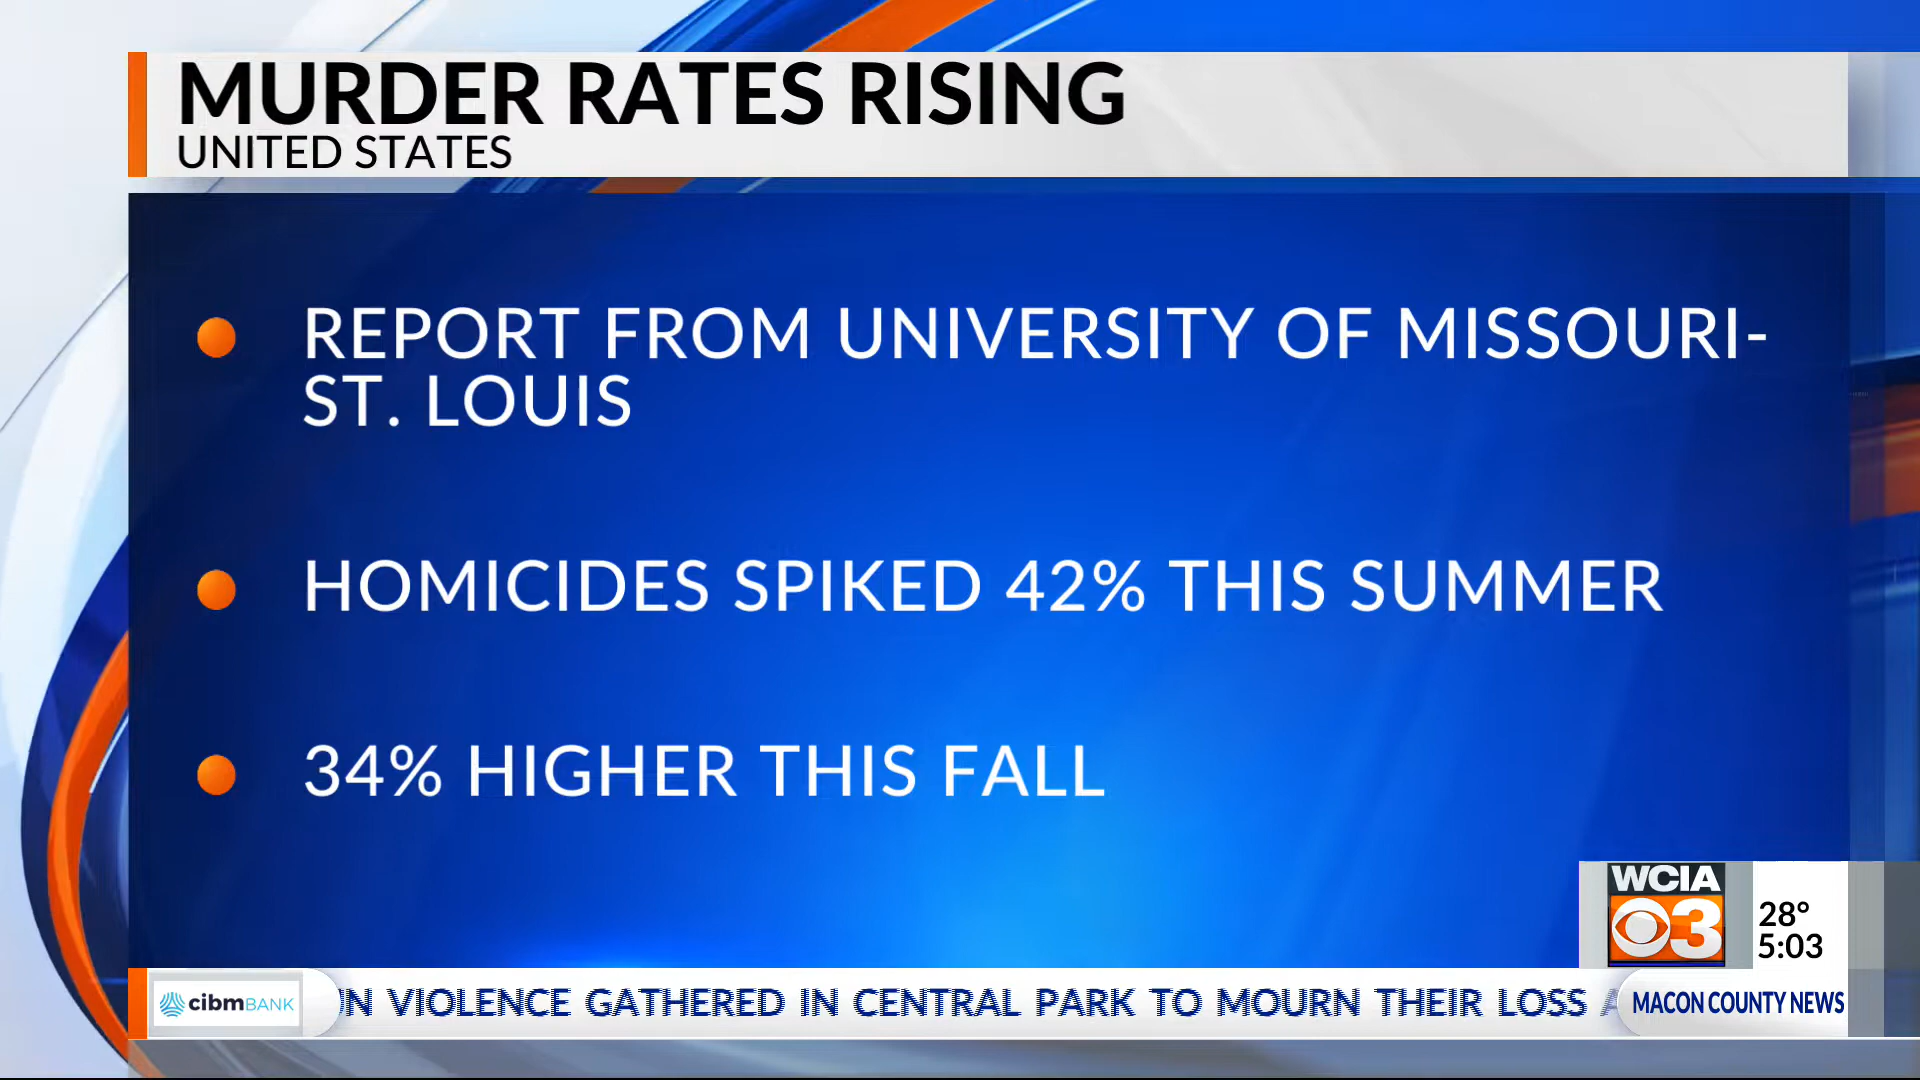 MURDER RATES RISING
UNITED STATES
REPORT FROM UNIVERSITY OF MISSOURI-
ST. LOUIS
HOMICIDES SPIKED 42% THIS SUMMER
34% HIGHER THIS FALL
WCIA
3
28°
5:03
cibm BANK
VIOLENCE GATHERED IN CENTRAL PARK TO MOURN THEIR LOSS
MACON COUNTY NEWS